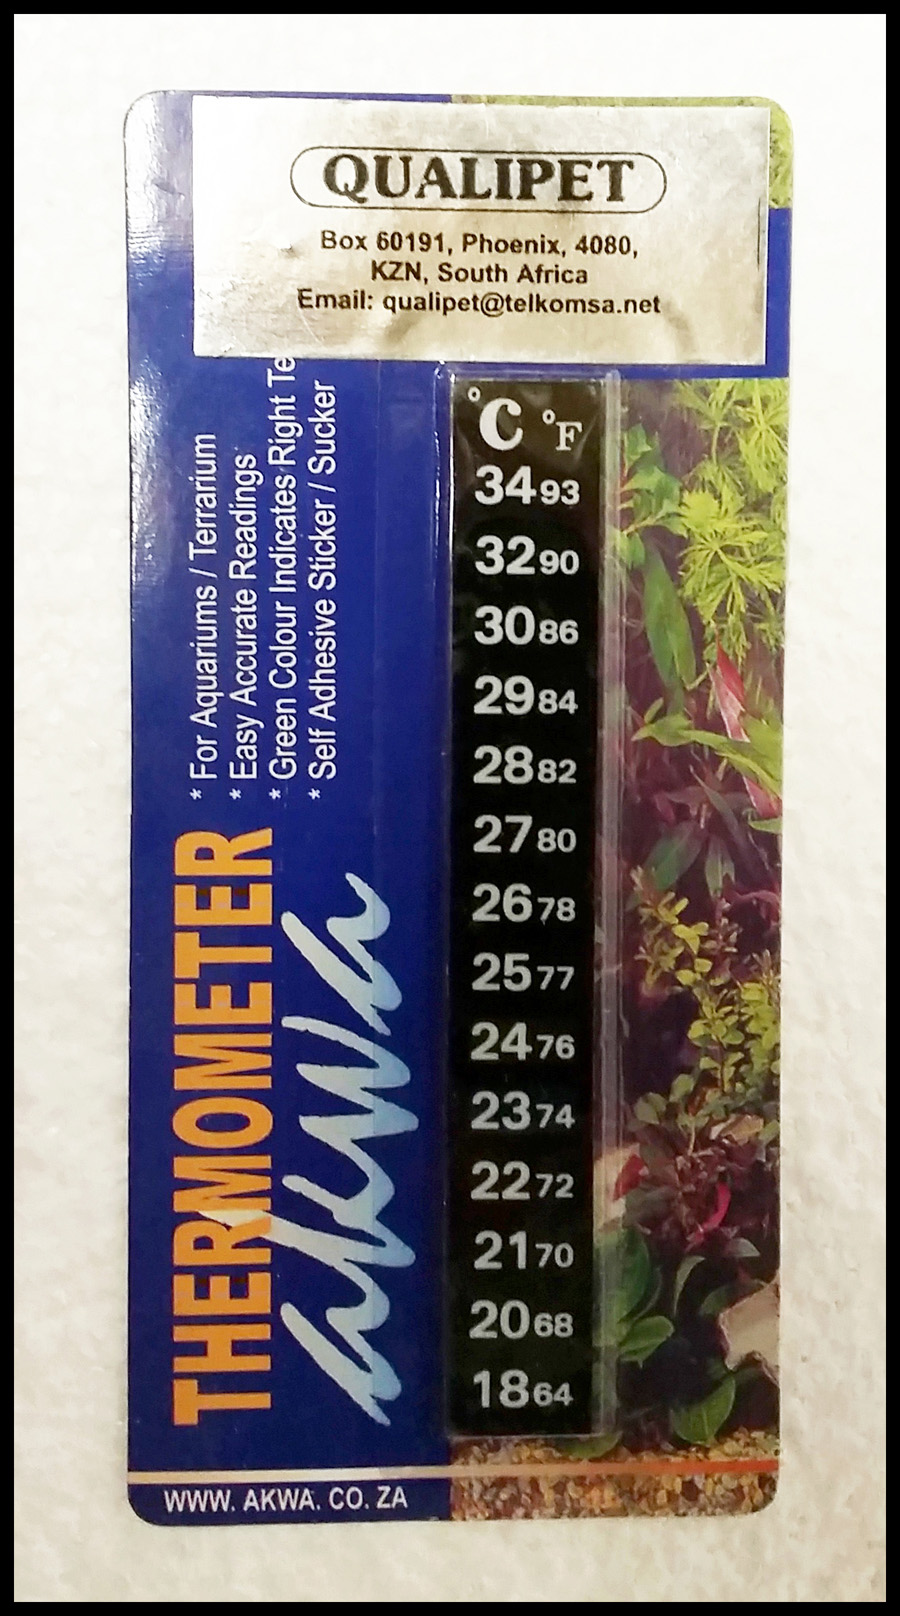 QUALIPET
Box 60191, Phoenix, 4080,
KZN, South Africa
Email: qualipet@telkomsa.net
* For Aquariums / Terrarium
* Easy Accurate Readings
* Green Colour Indicates Right
* Self Adhesive Sticker / Sucker
THERMOMETER
akwa
°C °F
34 93
32 90
30 86
29 84
28 82
27 80
26 78
25 77
24 76
23 74
22 72
21 70
20 68
18 64
WWW. AKWA. CO. ZA